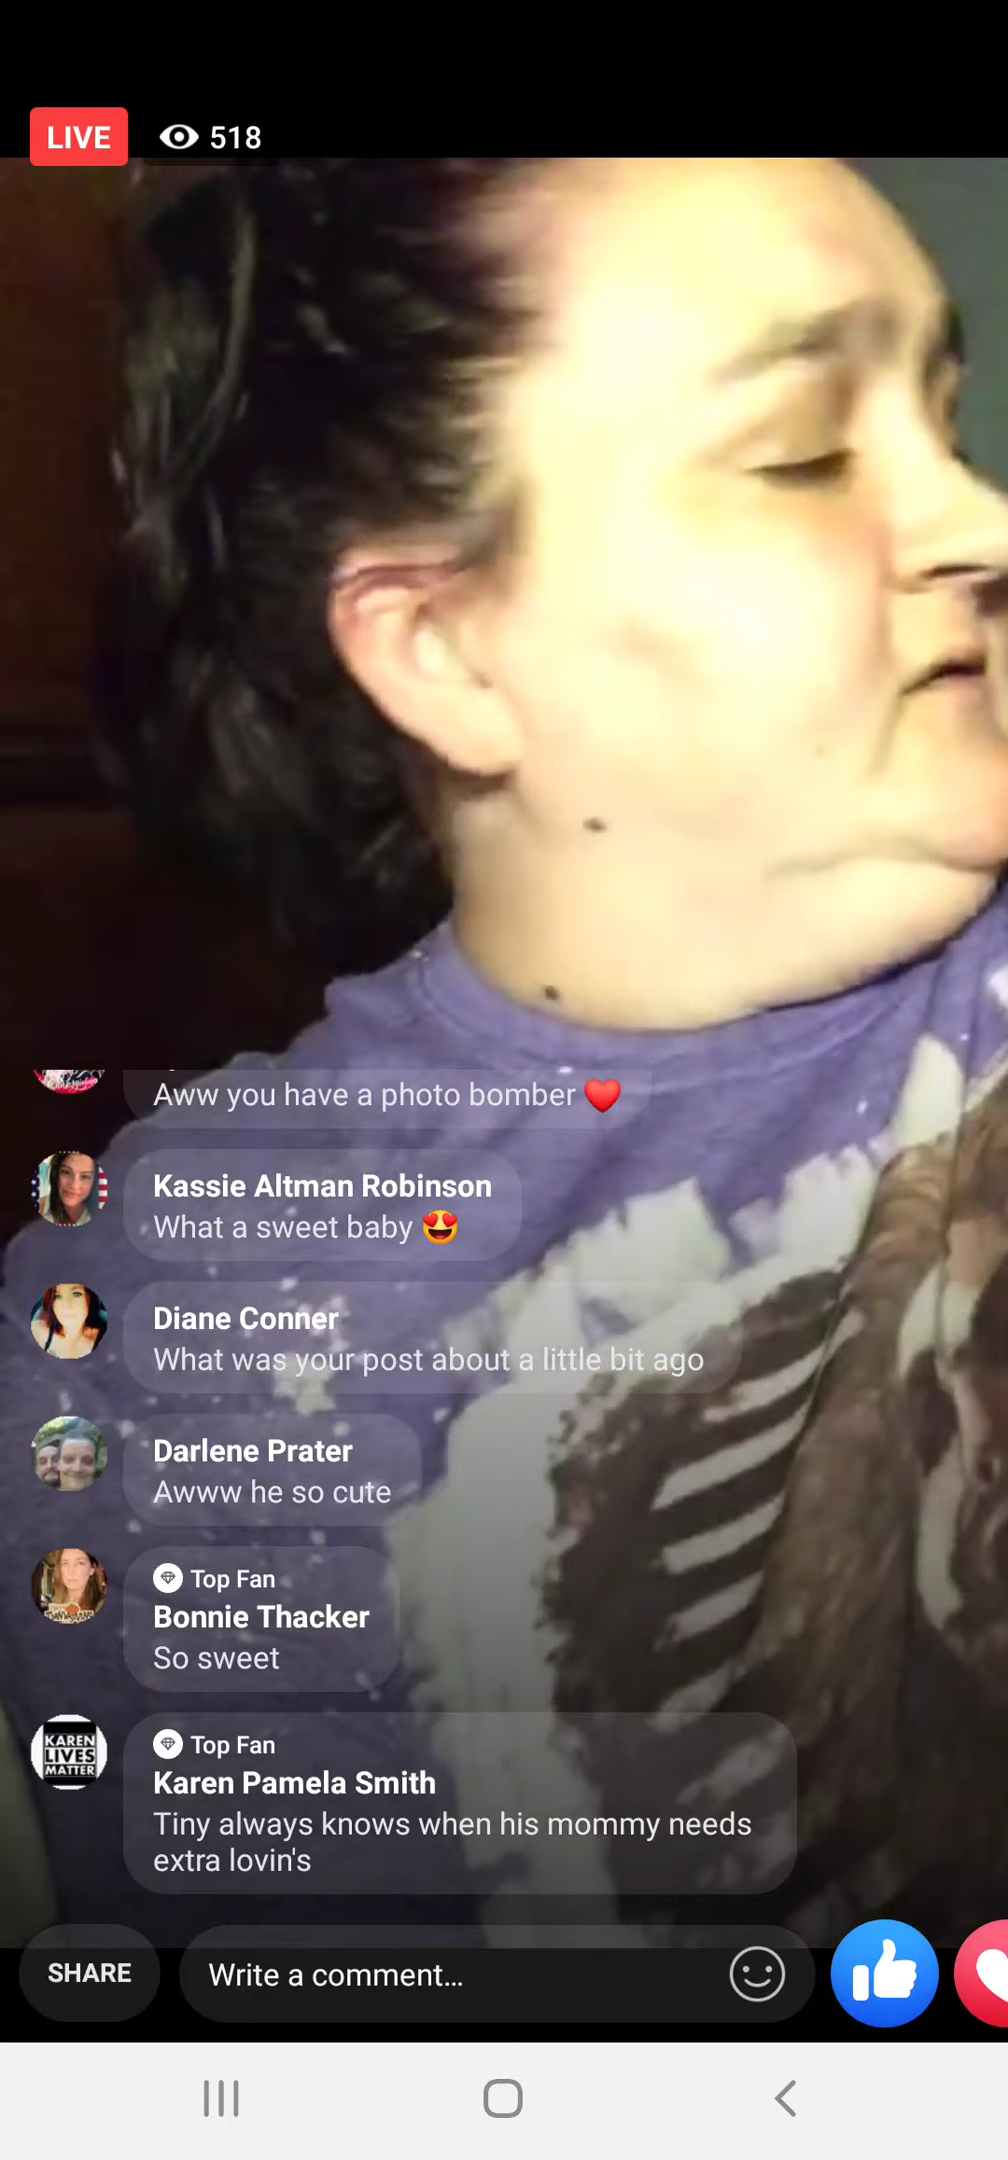 LIVE 518
Aww you have a photo bomber ❤️
Kassie Altman Robinson
What a sweet baby 😍
Diane Conner
What was your post about a little bit ago
Darlene Prater
Awww he so cute
Top Fan
Bonnie Thacker
So sweet
KAREN
LIVES
MATTER
Top Fan
Karen Pamela Smith
Tiny always knows when his mommy needs
extra lovin's
SHARE
Write a comment...